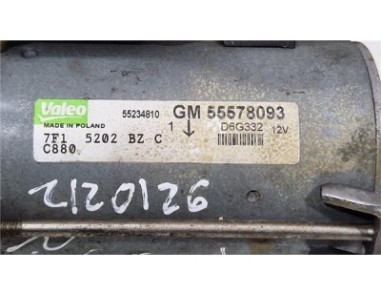 Valeo 55234810 GM 55578093
MADE IN POLAND 1 D6G332 12V
7F1 5202 BZ C
C880
2120126